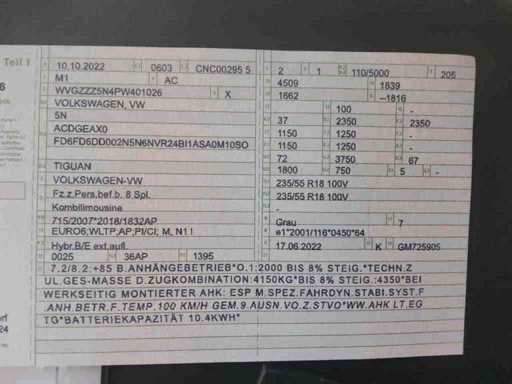 Teil I
10.10.2022 0603 CNC00295 5
M1 AC
WVGZZZ5N4PW401026 X
VOLKSWAGEN, VW
5N
ACDGEAX0
FD6FD6DD002N5N6NVR24BI1ASA0M10SO
TIGUAN
VOLKSWAGEN-VW
Fz.z.Pers.bef.b. 8 Spl.
Kombilimousine
715/2007*2018/1832AP
EURO6;WLTP;AP;PI/CI; M, N1 I
Hybr.B/E ext.aufl.
0025 36AP 1395
2 1 110/5000 205
4509 1839
1662 --1816
- 100 -
37 2350 2350
1150 1250 -
1150 1250 -
72 3750 67
1800 750 5 -
235/55 R18 100V
235/55 R18 100V
-
Grau 7
e1*2001/116*0450*64
17.06.2022 K GM725905
7.2/8.2:+85 B.ANHÄNGEBETRIEB*O.1:2000 BIS 8% STEIG.*TECHN.Z
UL.GES-MASSE D.ZUGKOMBINATION:4150KG*BIS 8% STEIG.:4350*BEI
WERKSEITIG MONTIERTER AHK: ESP M.SPEZ.FAHRDYN.STABI.SYST.F
.ANH.BETR.F.TEMP.100 KM/H GEM.9.AUSN.VO.Z.STVO*WW.AHK LT.EG
TG*BATTERIEKAPAZITÄT 10.4KWH*